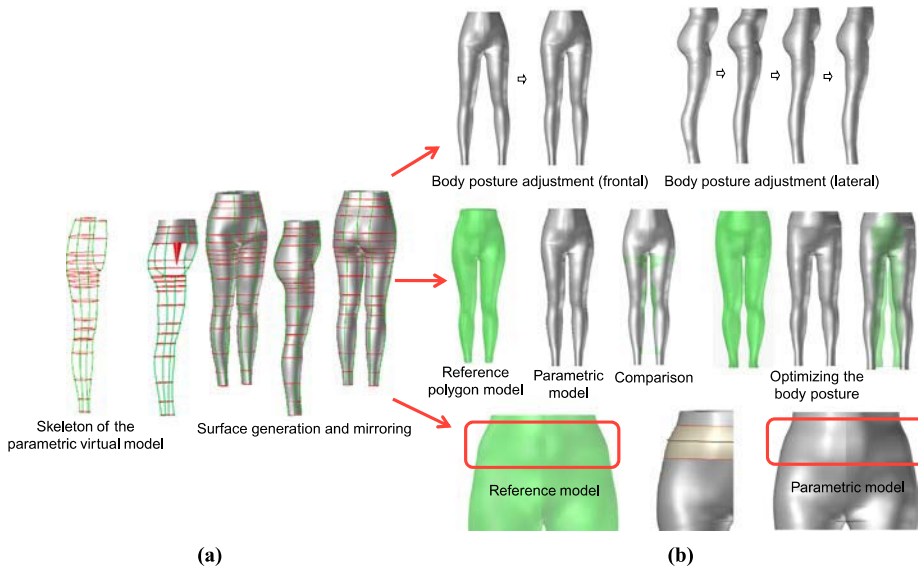 Body posture adjustment (frontal)
Body posture adjustment (lateral)
Skeleton of
the parametric virtual model
Surface generation and mirroring
Reference
polygon model
Parametric
model
Comparison
Optimizing the
body posture
Reference model
Parametric model
(a)
(b)